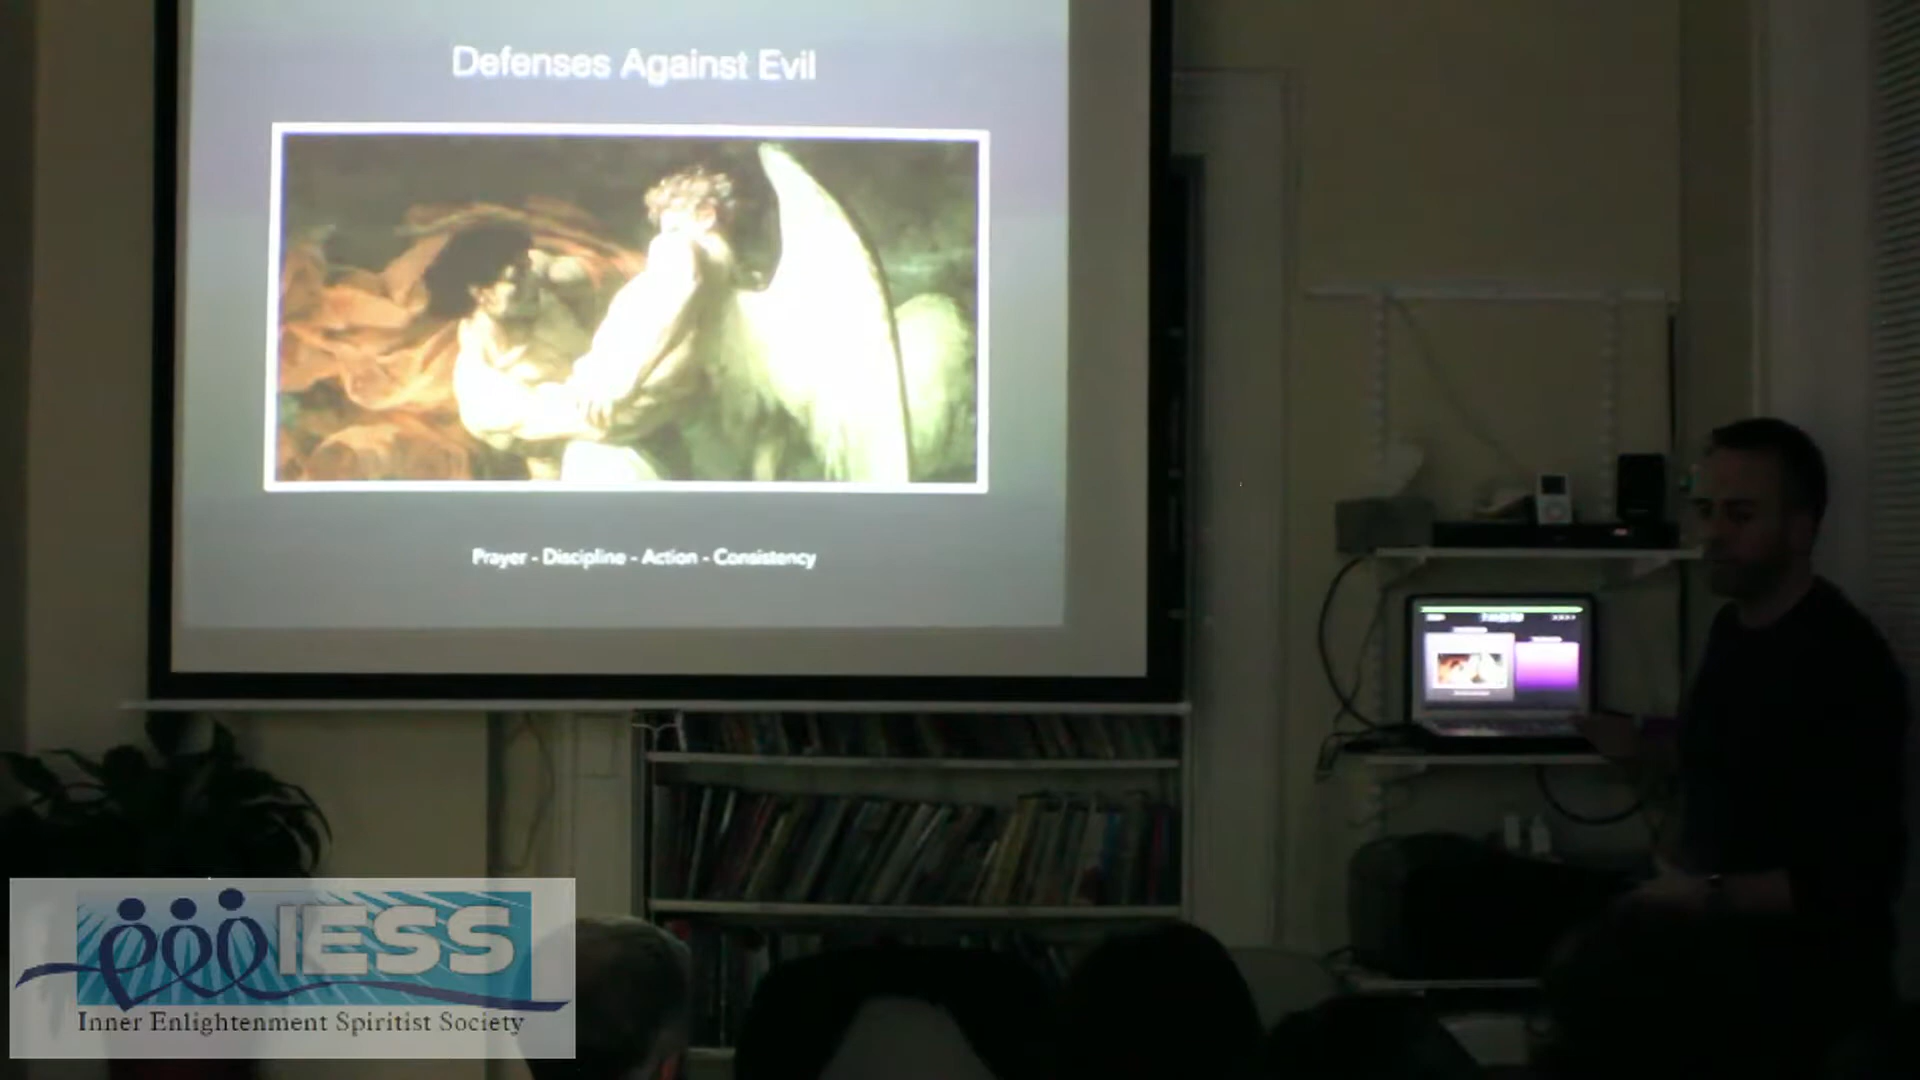 Defenses Against Evil
Prayer - Discipline - Action - Consistency
IESS
Inner Enlightenment Spiritist Society